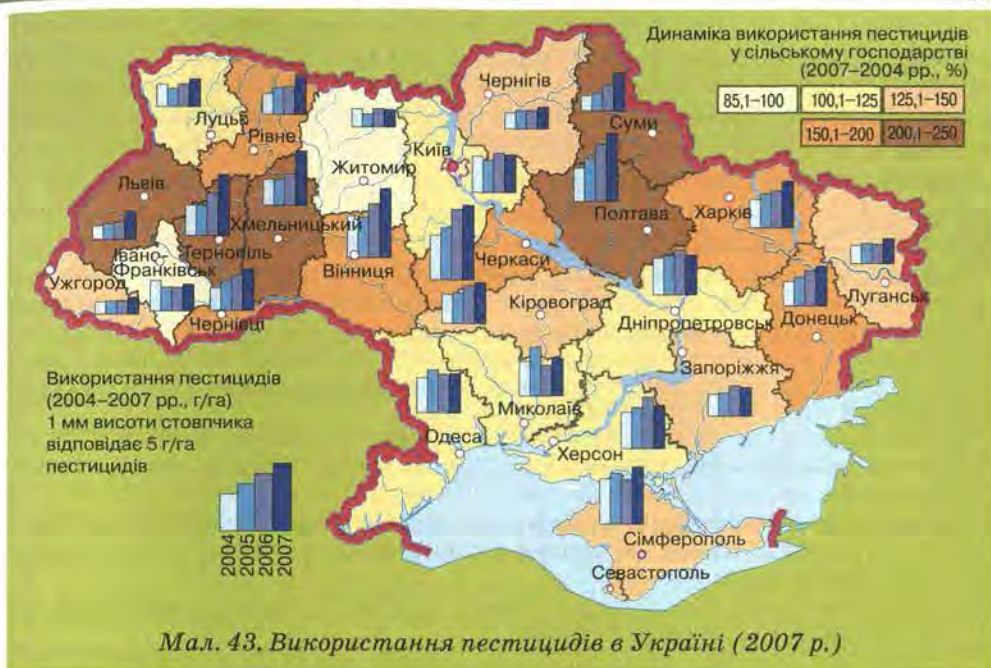 Динаміка використання пестицидів
у сільському господарстві
(2007–2004 рр., %)
85,1–100 100,1–125 125,1–150
150,1–200 200,1–250
Чернігів
Луцьк
Рівне
Суми
Київ
Житомир
Львів
Хмельницький
Полтава
Харків
Тернопіль
Івано-
Франківськ
Ужгород
Вінниця
Черкаси
Луганськ
Чернівці
Кіровоград
Дніпропетровськ
Донецьк
Запоріжжя
Використання пестицидів
(2004–2007 рр., г/га)
1 мм висоти стовпчика
відповідає 5 г/га
пестицидів
Миколаїв
Одеса
Херсон
2004
2005
2006
2007
Сімферополь
Севастополь
Мал. 43. Використання пестицидів в Україні (2007 р.)